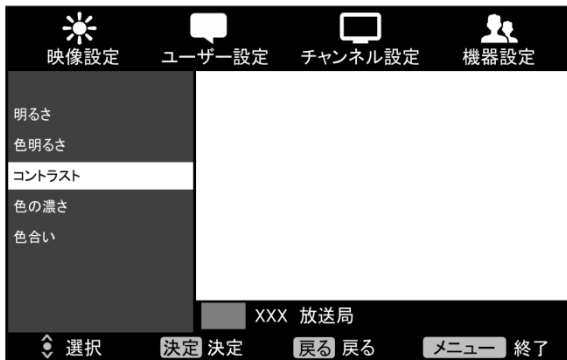 映像設定 ユーザー設定 チャンネル設定 機器設定
明るさ
色明るさ
コントラスト
色の濃さ
色合い
XXX 放送局
選択 決定 決定 戻る 戻る メニュー 終了